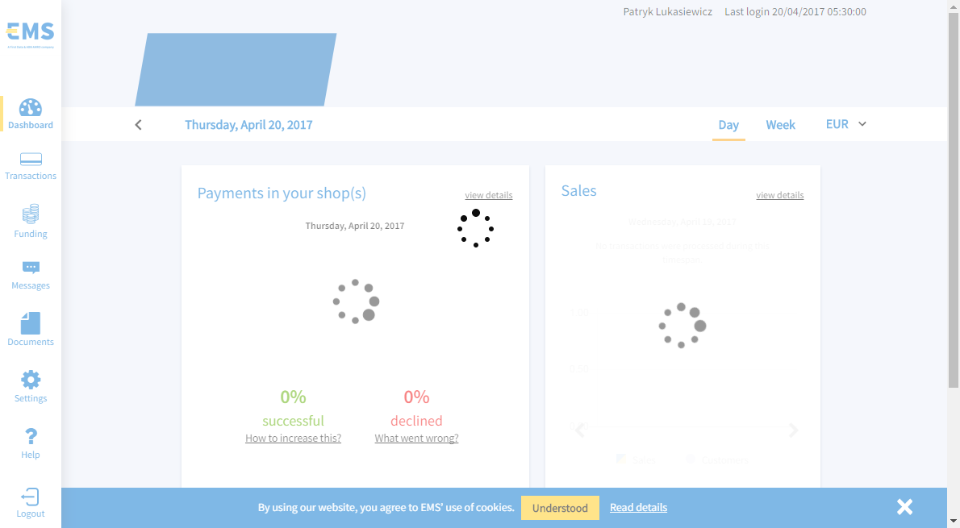 Patryk Lukasiewicz Last login 20/04/2017 05:30:00
EMS
Dashboard
Transactions
Funding
Messages
Documents
Settings
Help
Logout
Thursday, April 20, 2017
Day Week EUR
Payments in your shop(s)
view details
Thursday, April 20, 2017
0%
successful
How to increase this?
0%
declined
What went wrong?
Sales
view details
By using our website, you agree to EMS' use of cookies. Understood Read details